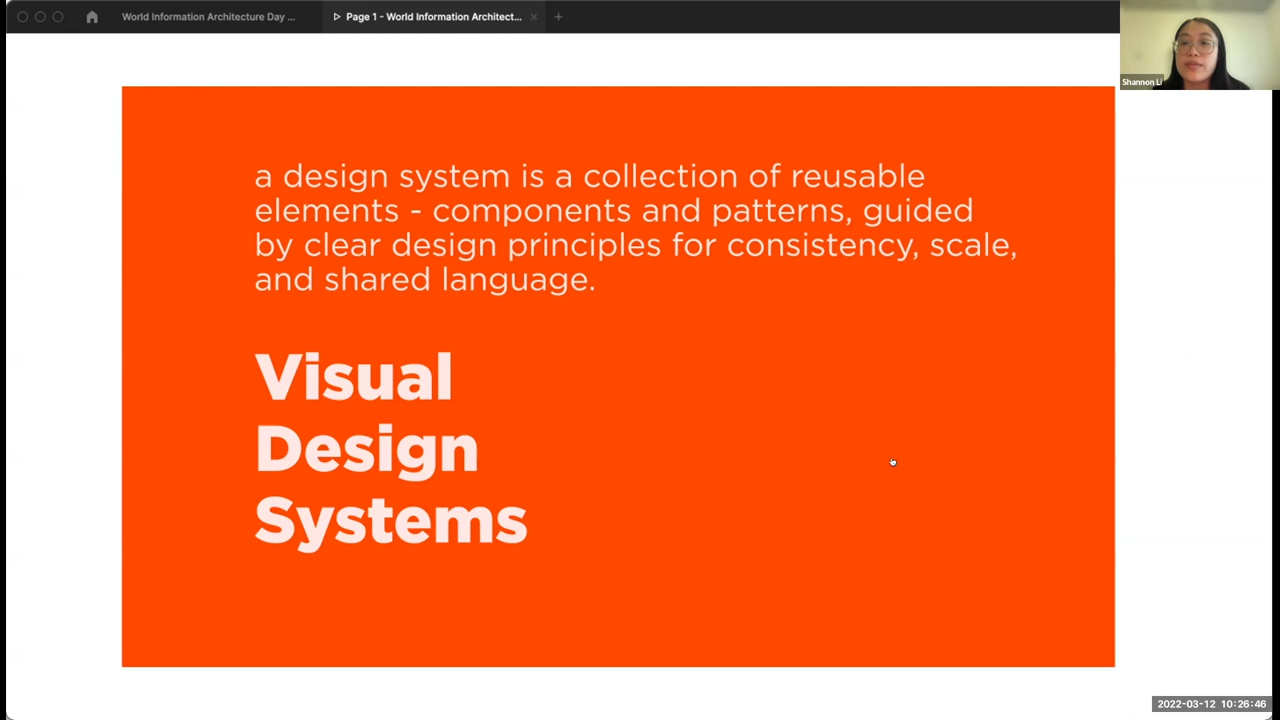 World Information Architecture Day ...
Page 1 - World Information Architect...
Shannon Li
a design system is a collection of reusable
elements - components and patterns, guided
by clear design principles for consistency, scale,
and shared language.
Visual
Design
Systems
2022-03-12 10:26:46